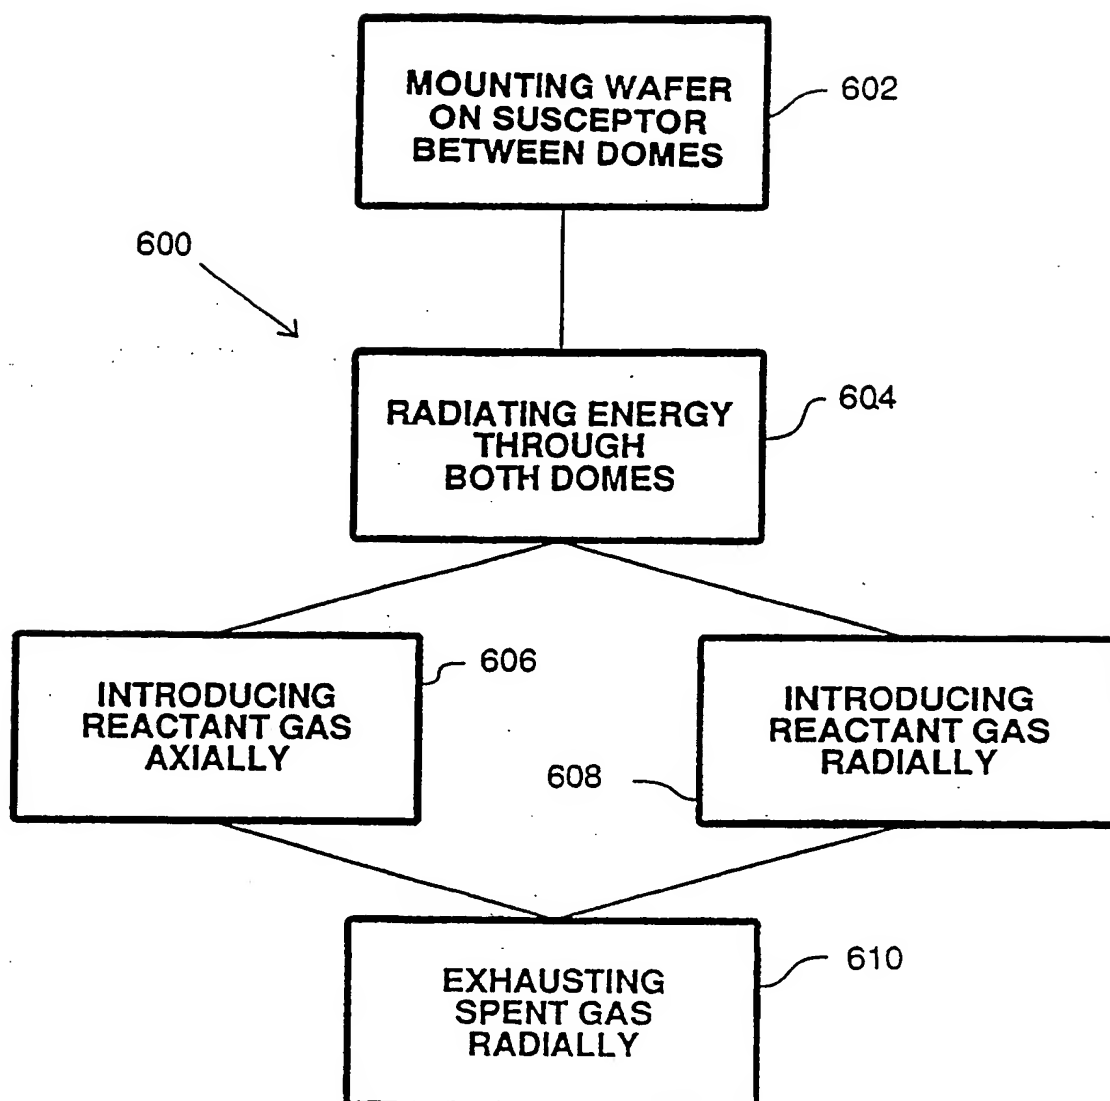 MOUNTING WAFER
ON SUSCEPTOR
BETWEEN DOMES
602
600
RADIATING ENERGY
THROUGH
BOTH DOMES
604
INTRODUCING
REACTANT GAS
AXIALLY
606
INTRODUCING
REACTANT GAS
RADIALLY
608
EXHAUSTING
SPENT GAS
RADIALLY
610